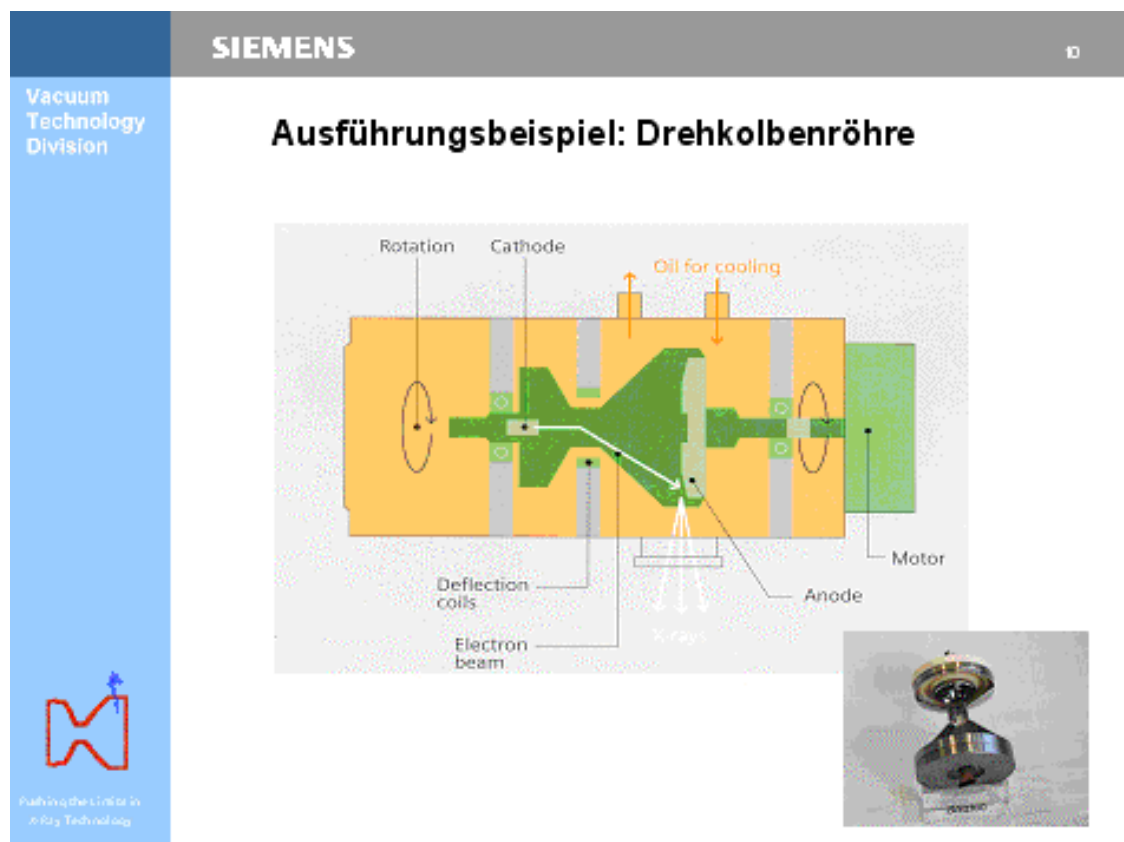 SIEMENS
10
Vacuum
Technology
Division
Ausführungsbeispiel: Drehkolbenröhre
Rotation
Cathode
Oil for cooling
Motor
Deflection
coils
Anode
X-rays
Electron
beam
Pushing the Limits in
X-Ray Technology